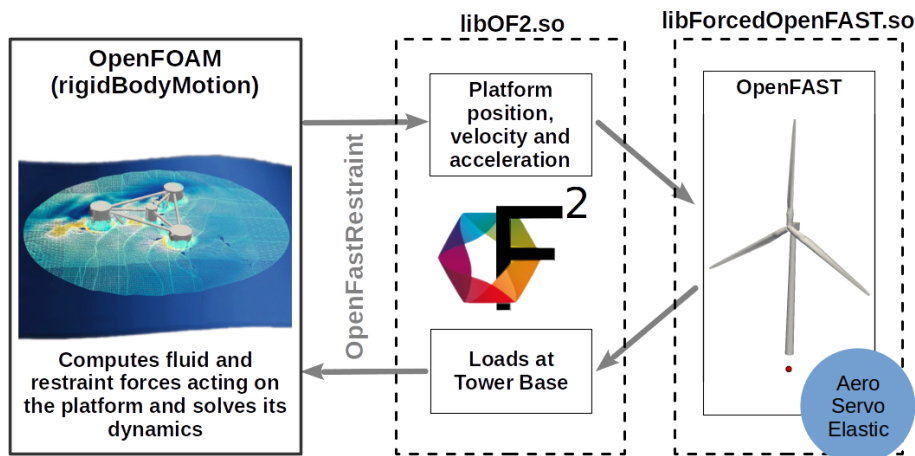 OpenFOAM
(rigidBodyMotion)
Computes fluid and
restraint forces acting on
the platform and solves its
dynamics
OpenFastRestraint
libOF2.so
Platform
position,
velocity and
acceleration
F2
Loads at
Tower Base
libForcedOpenFAST.so
OpenFAST
Aero
Servo
Elastic